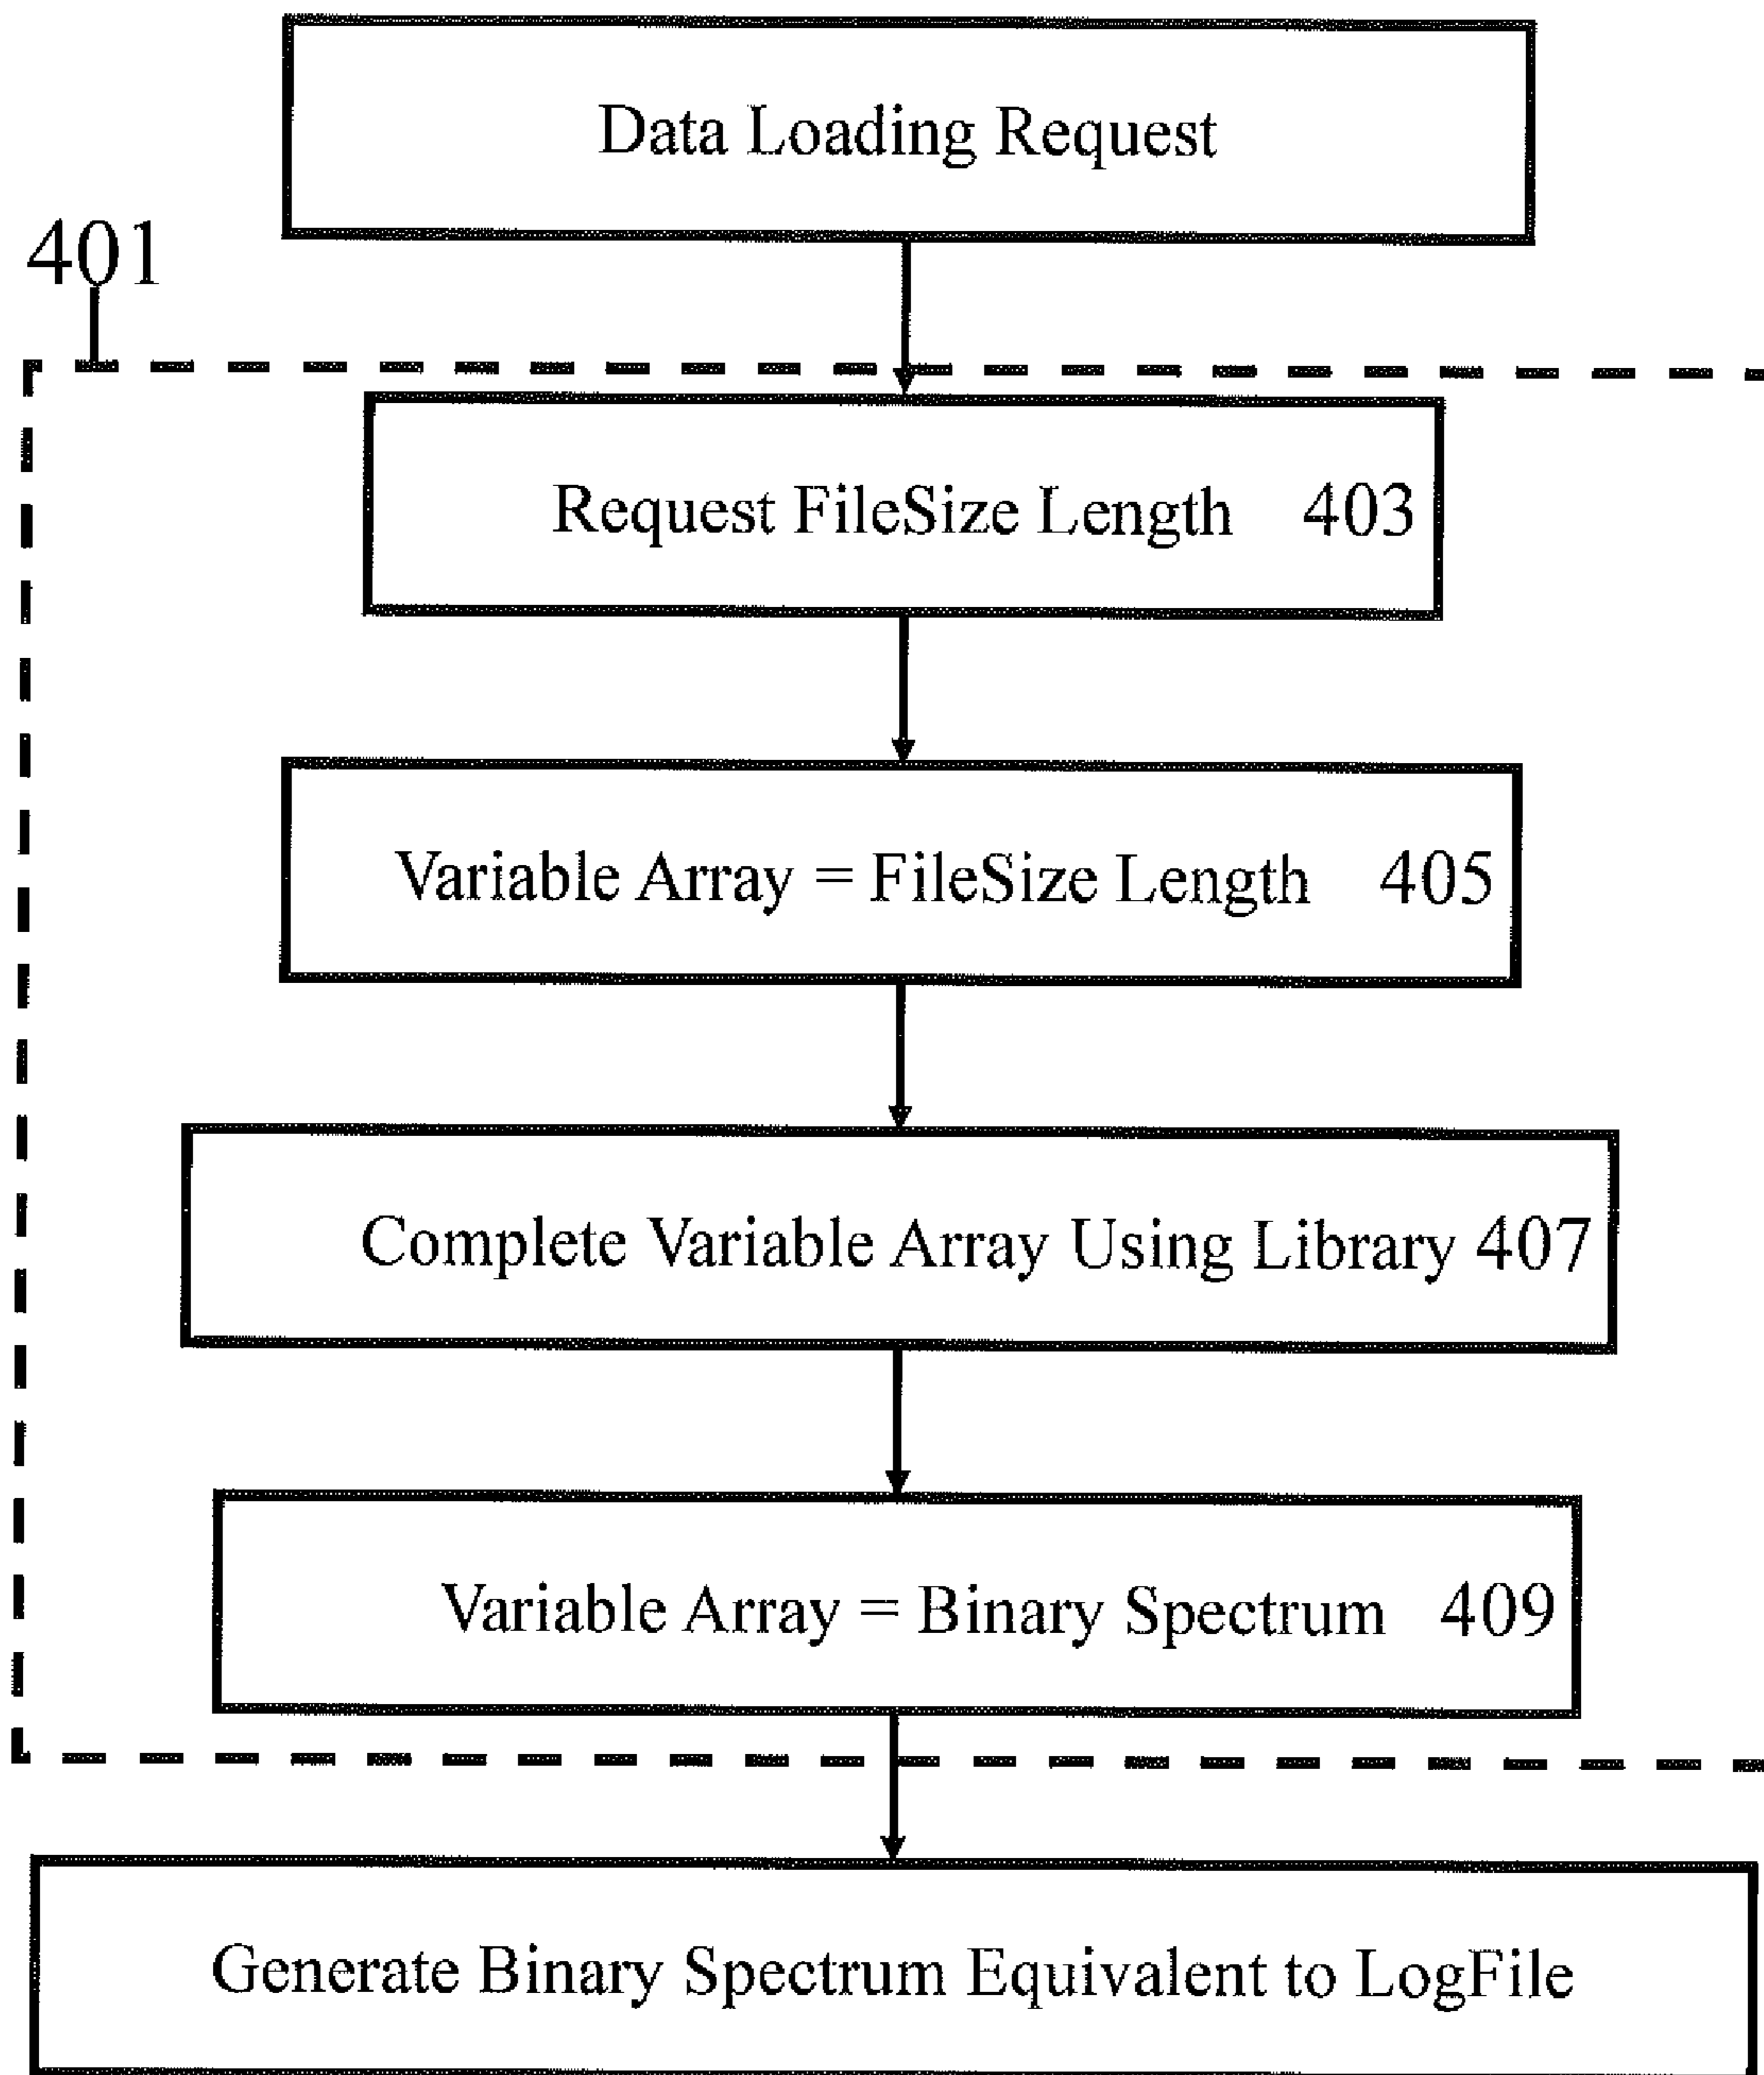 Data Loading Request
401
Request FileSize Length 403
Variable Array = FileSize Length 405
Complete Variable Array Using Library 407
Variable Array = Binary Spectrum 409
Generate Binary Spectrum Equivalent to LogFile